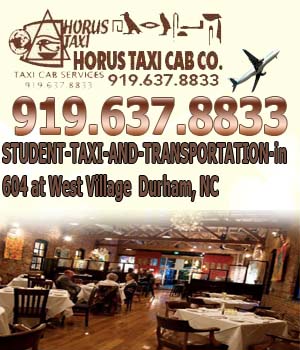 HORUS
TAXI
TAXI CAB SERVICES
919.637.8833
HORUS TAXI CAB CO.
919.637.8833
919.637.8833
STUDENT-TAXI-AND-TRANSPORTATION-in
604 at West Village Durham, NC